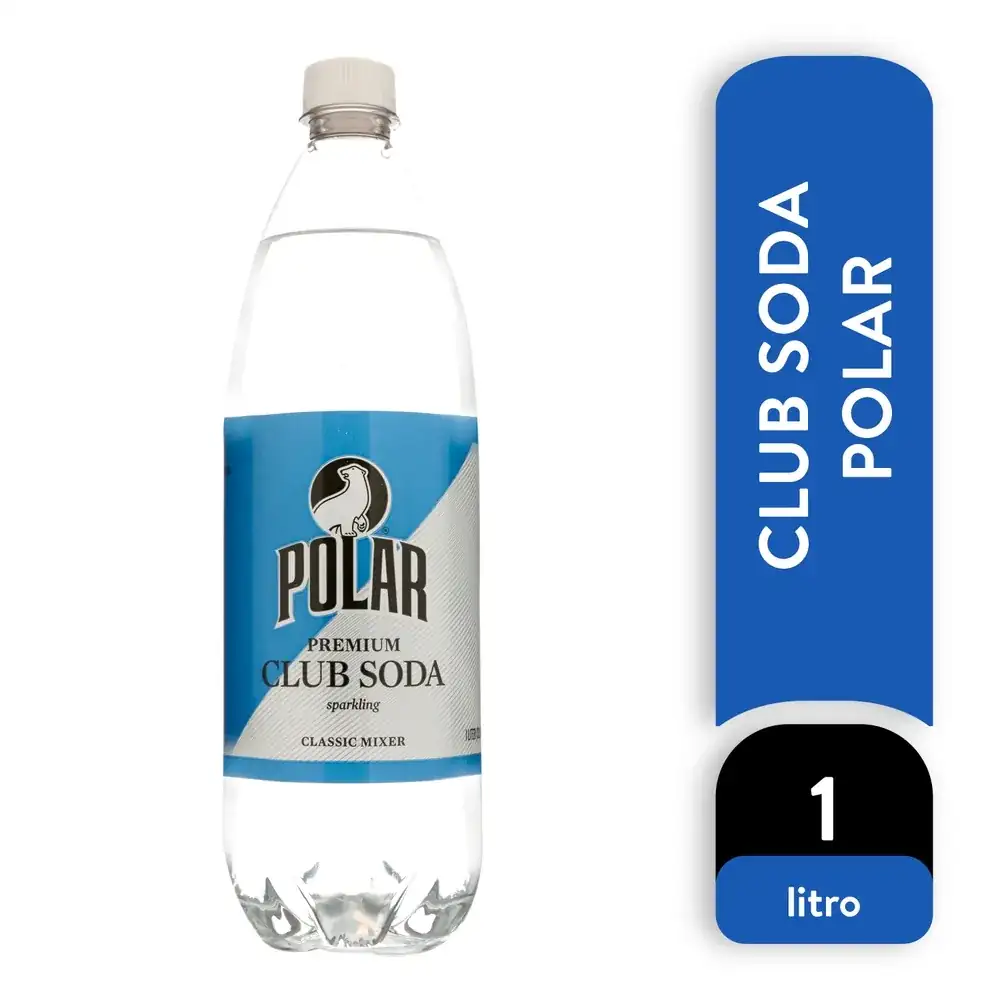 POLAR
PREMIUM
CLUB SODA
sparkling
CLASSIC MIXER
CLUB SODA
POLAR
1
litro